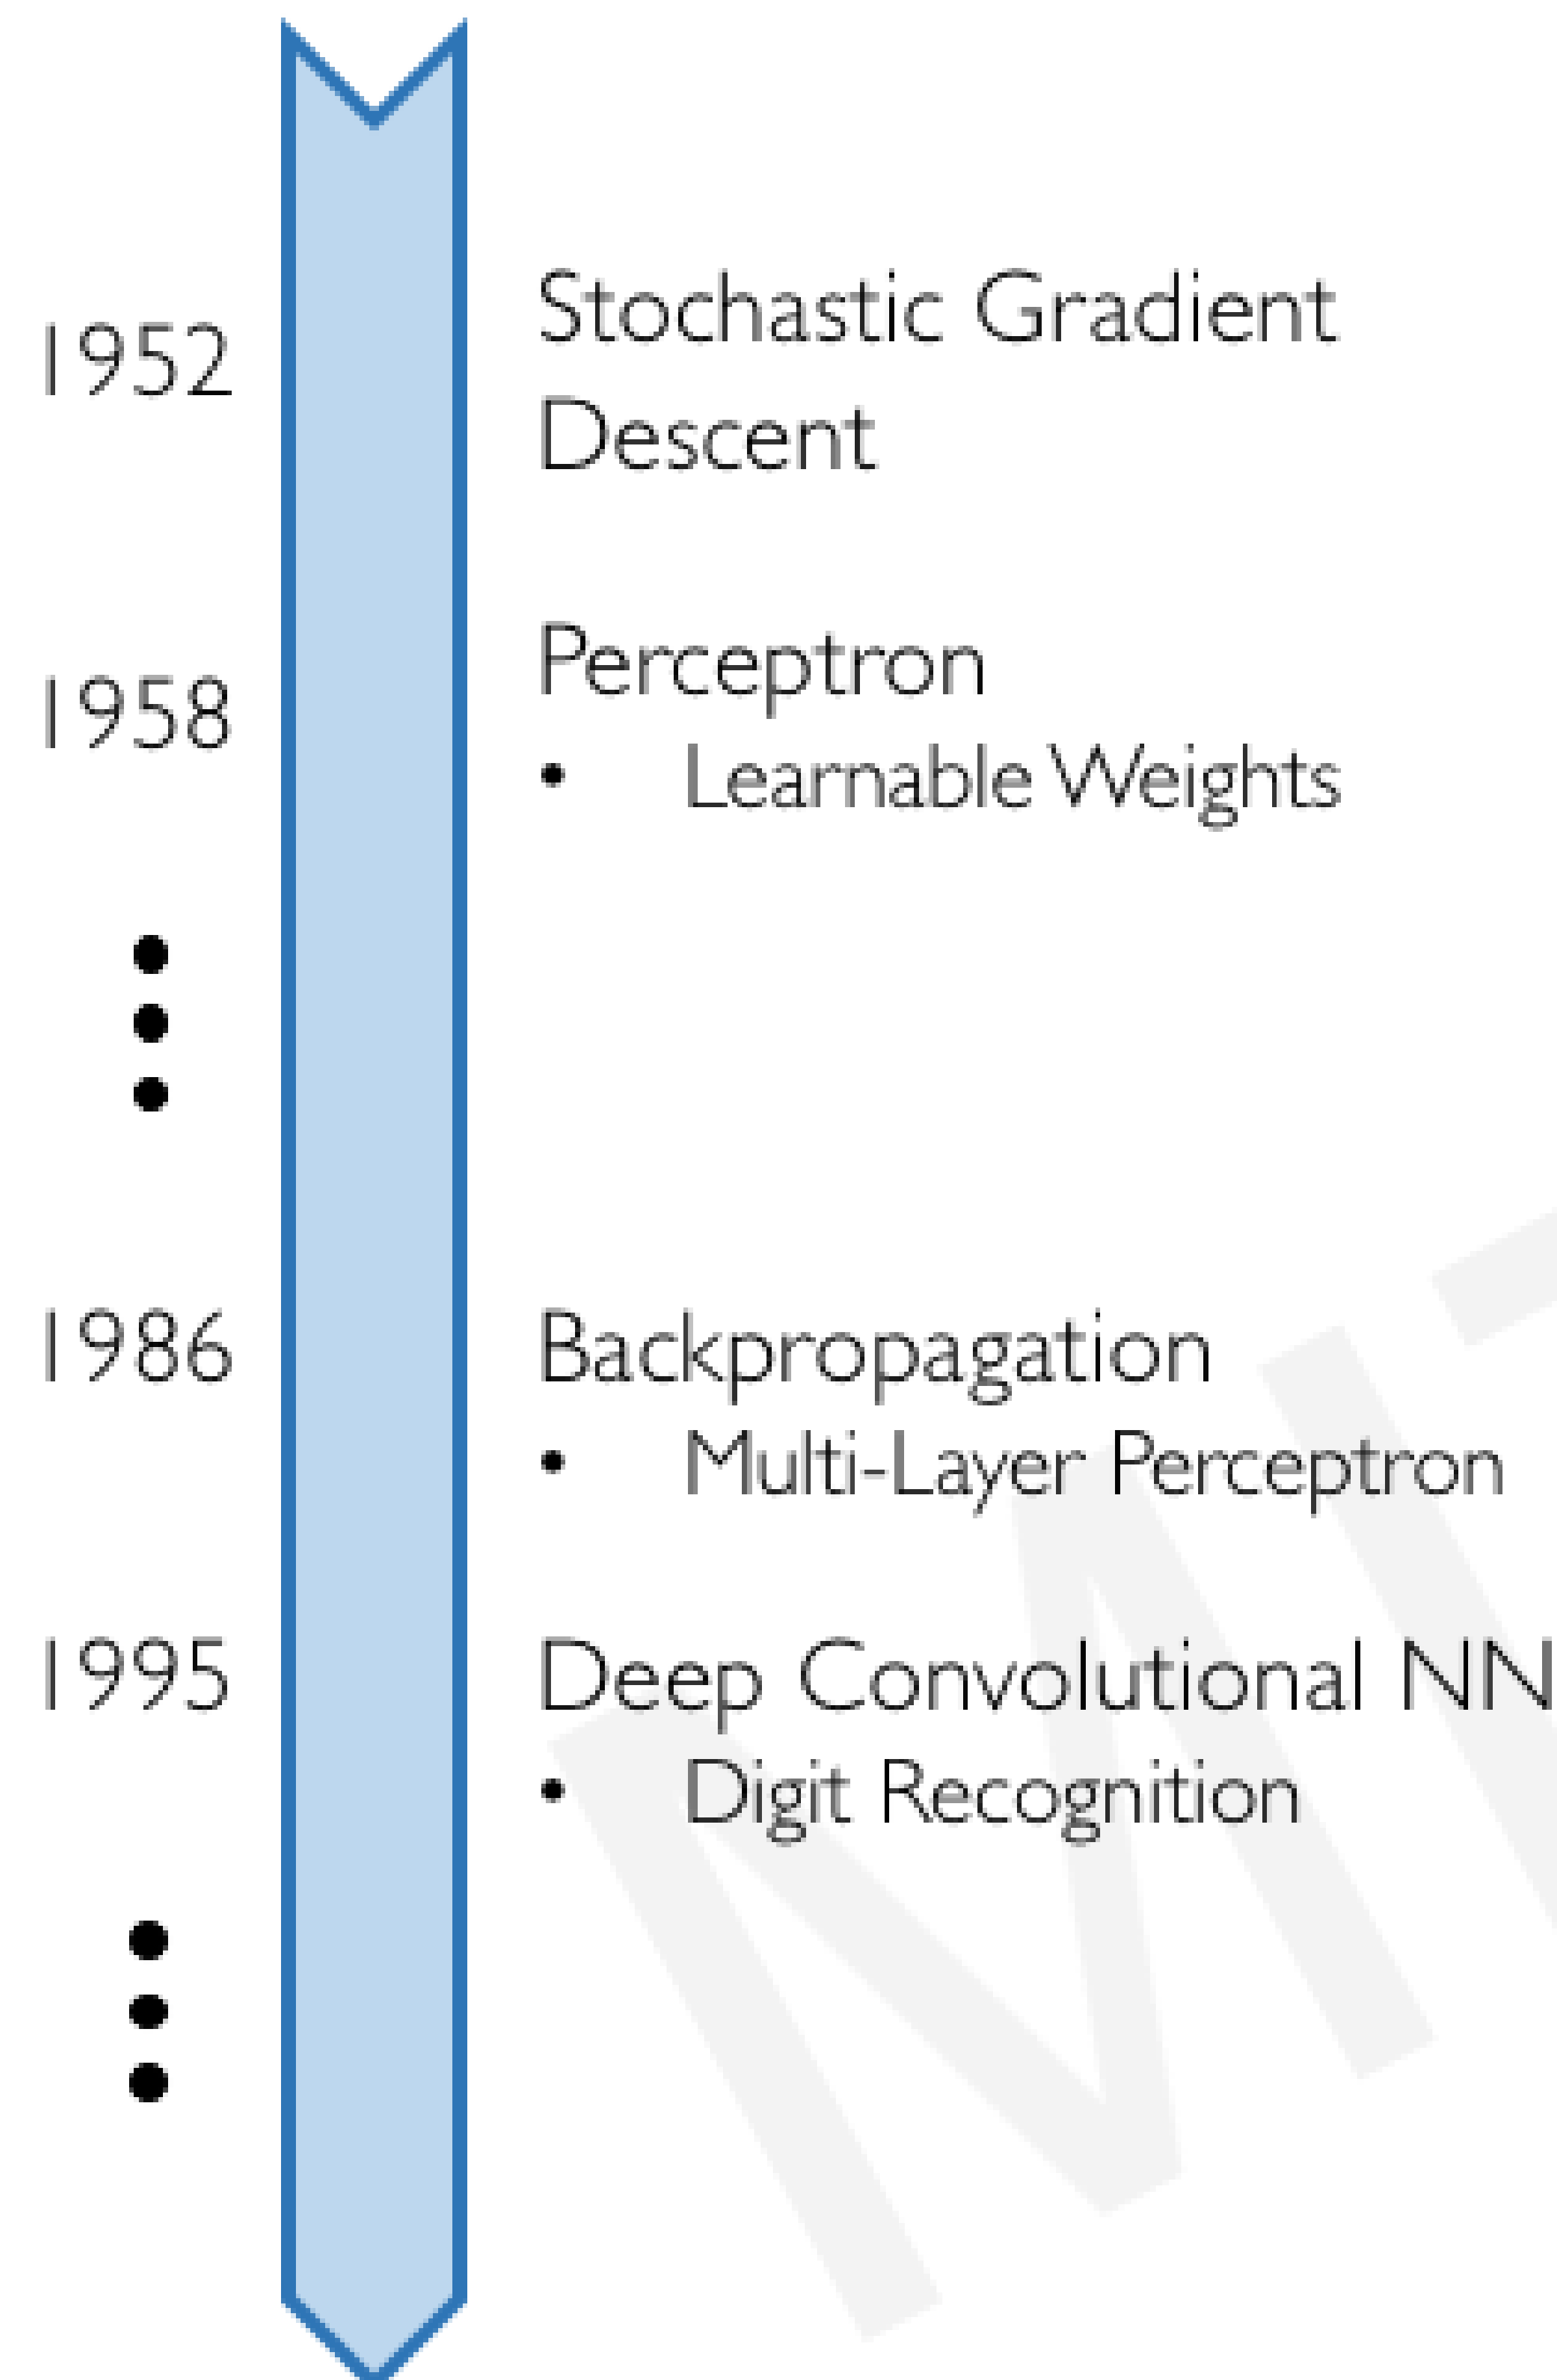 1952
Stochastic Gradient
Descent
1958
Perceptron
• Learnable Weights
1986
Backpropagation
• Multi-Layer Perceptron
1995
Deep Convolutional NN
• Digit Recognition